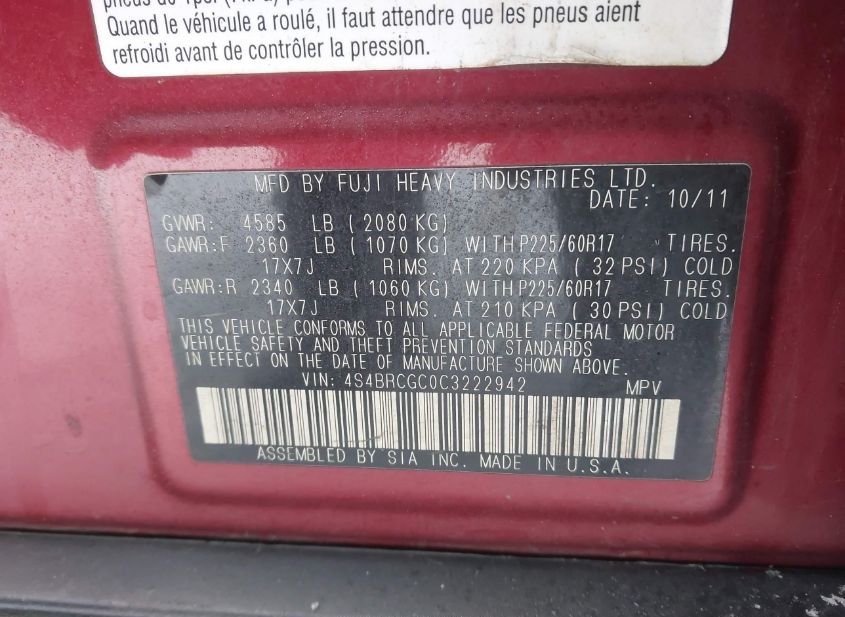 Quand le véhicule a roulé, il faut attendre que les pneus aient
refroidi avant de contrôler la pression.
MFD BY FUJI HEAVY INDUSTRIES LTD.
DATE: 10/11
GVWR: 4585 LB ( 2080 KG)
GAWR:F 2360 LB ( 1070 KG) WITH P225/60R17 TIRES.
17X7J RIMS. AT 220 KPA ( 32 PSI) COLD
GAWR:R 2340 LB ( 1060 KG) WITH P225/60R17 TIRES.
17X7J RIMS. AT 210 KPA ( 30 PSI) COLD
THIS VEHICLE CONFORMS TO ALL APPLICABLE FEDERAL MOTOR
VEHICLE SAFETY AND THEFT PREVENTION STANDARDS
IN EFFECT ON THE DATE OF MANUFACTURE SHOWN ABOVE.
VIN: 4S4BRCGC0C3222942 MPV
ASSEMBLED BY SIA INC. MADE IN U.S.A.